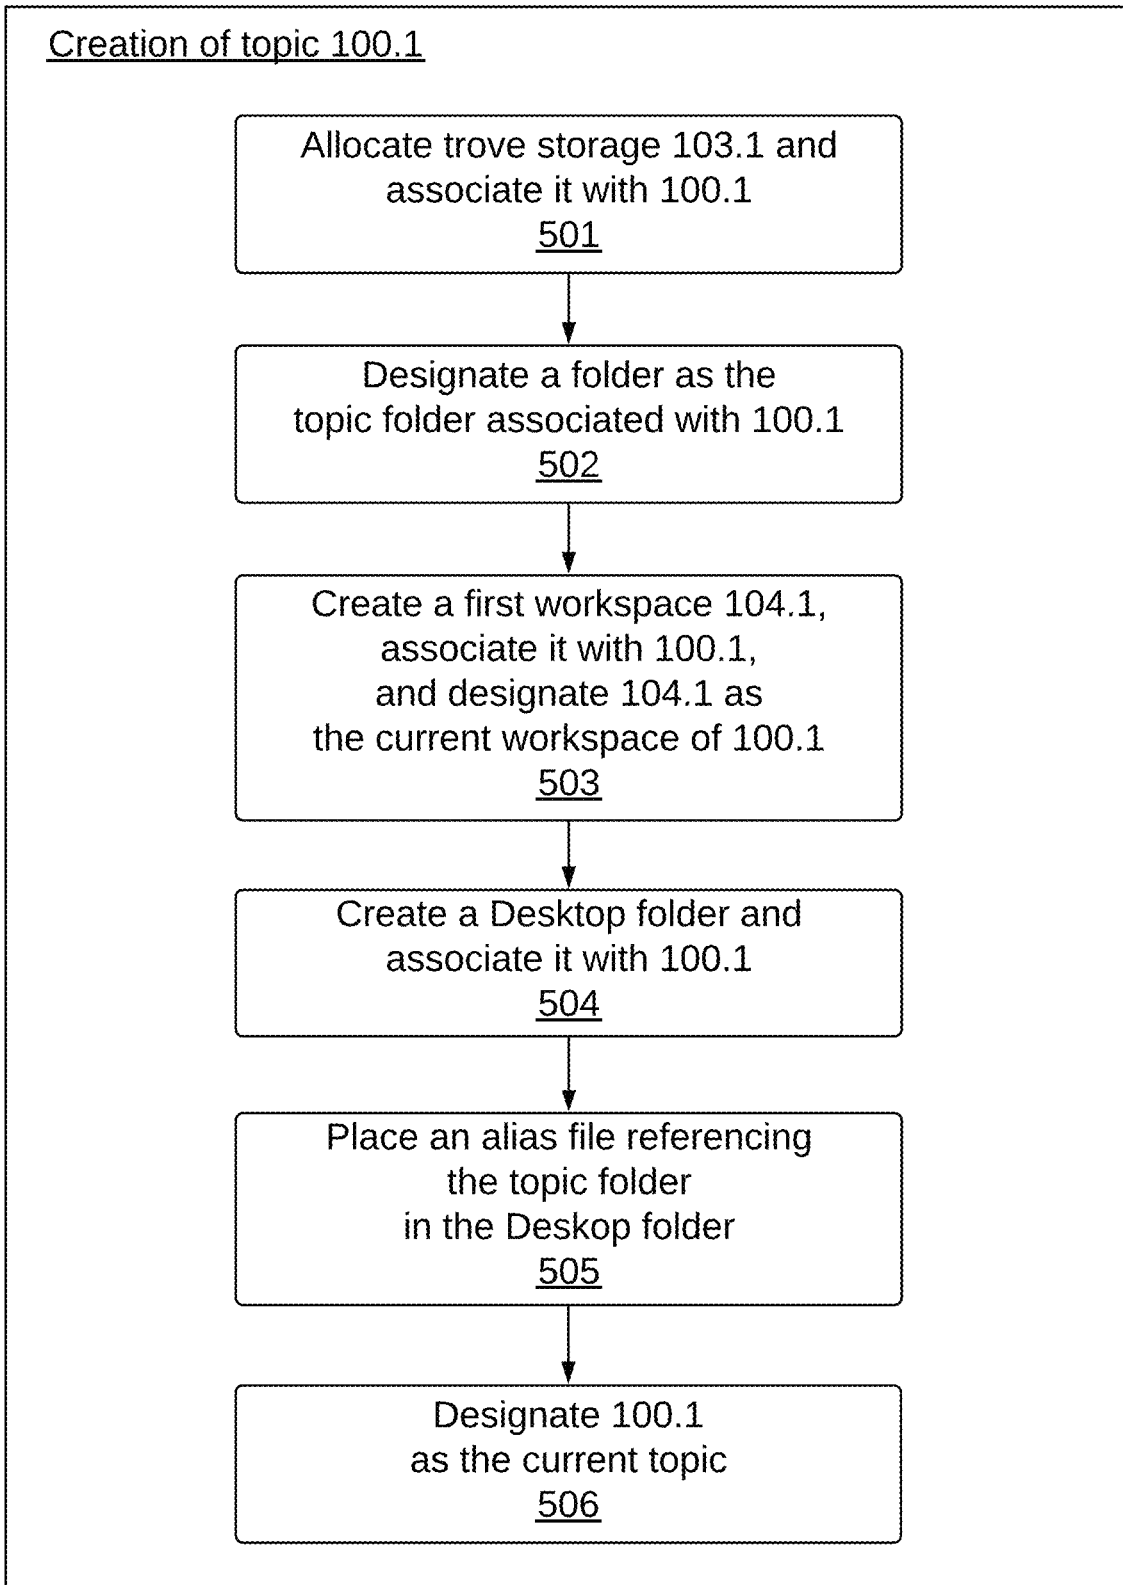 Creation of topic 100.1
Allocate trove storage 103.1 and
associate it with 100.1
501
Designate a folder as the
topic folder associated with 100.1
502
Create a first workspace 104.1,
associate it with 100.1,
and designate 104.1 as
the current workspace of 100.1
503
Create a Desktop folder and
associate it with 100.1
504
Place an alias file referencing
the topic folder
in the Deskop folder
505
Designate 100.1
as the current topic
506